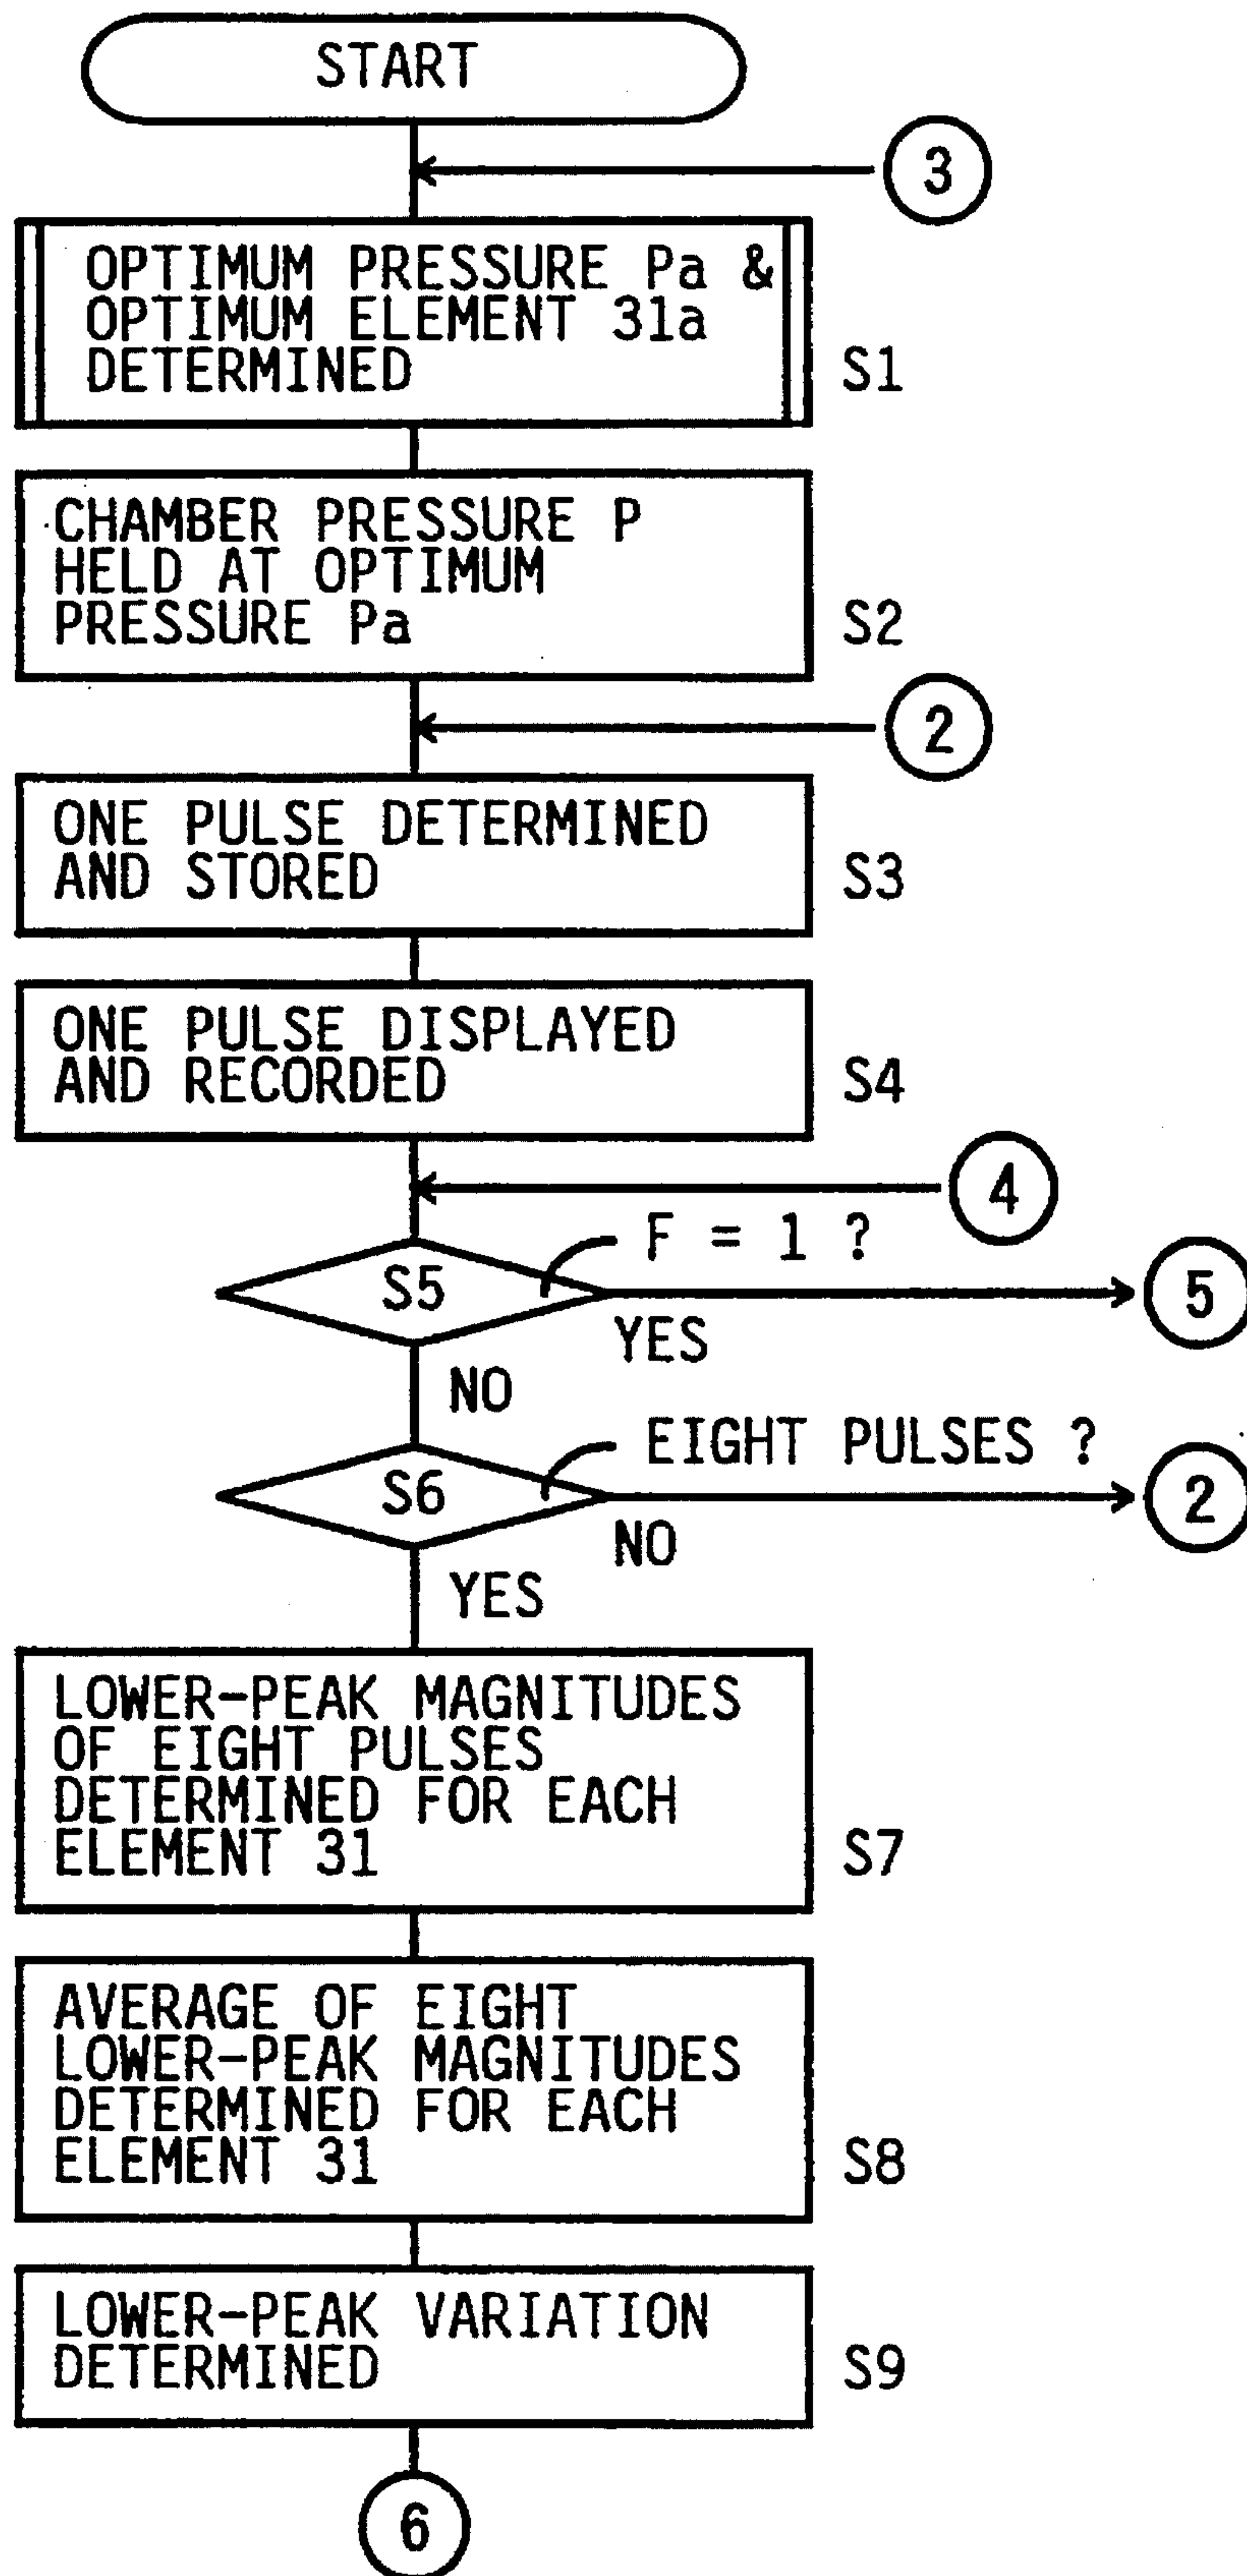 START
3
OPTIMUM PRESSURE Pa &
OPTIMUM ELEMENT 31a
DETERMINED
S1
CHAMBER PRESSURE P
HELD AT OPTIMUM
PRESSURE Pa
S2
2
ONE PULSE DETERMINED
AND STORED
S3
ONE PULSE DISPLAYED
AND RECORDED
S4
4
F = 1 ?
S5
5
YES
NO
EIGHT PULSES ?
S6
2
NO
YES
LOWER-PEAK MAGNITUDES
OF EIGHT PULSES
DETERMINED FOR EACH
ELEMENT 31
S7
AVERAGE OF EIGHT
LOWER-PEAK MAGNITUDES
DETERMINED FOR EACH
ELEMENT 31
S8
LOWER-PEAK VARIATION
DETERMINED
S9
6